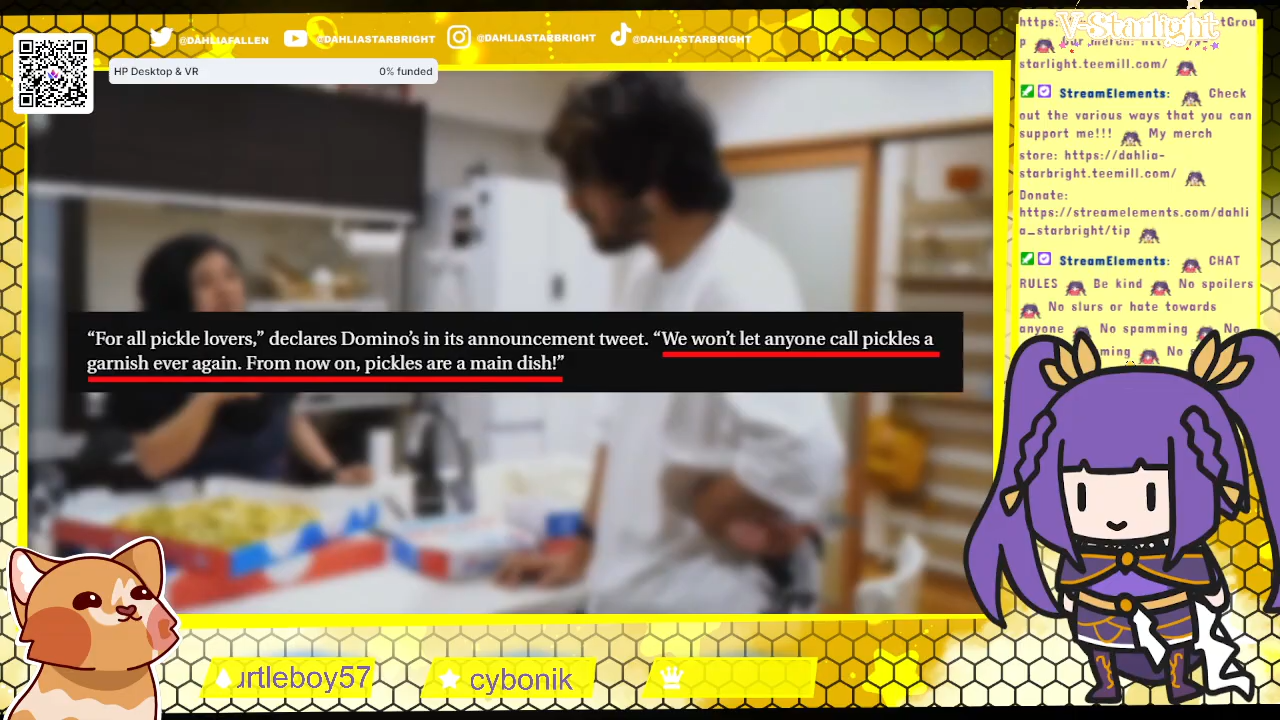 @DAHLIAFALLEN
@DAHLIASTARBRIGHT
@DAHLIASTARBRIGHT
@DAHLIASTARBRIGHT
HP Desktop & VR 0% funded
“For all pickle lovers,” declares Domino’s in its announcement tweet. “We won’t let anyone call pickles a
garnish ever again. From now on, pickles are a main dish!”
V-Starlight
starlight.teemill.com/
StreamElements: Check
out the various ways that you can
support me!!! My merch
store: https://dahlia-
starbright.teemill.com/
Donate:
https://streamelements.com/dahli
a_starbright/tip
StreamElements: CHAT
RULES Be kind No spoilers
No slurs or hate towards
anyone No spamming No
urtleboy57
cybonik